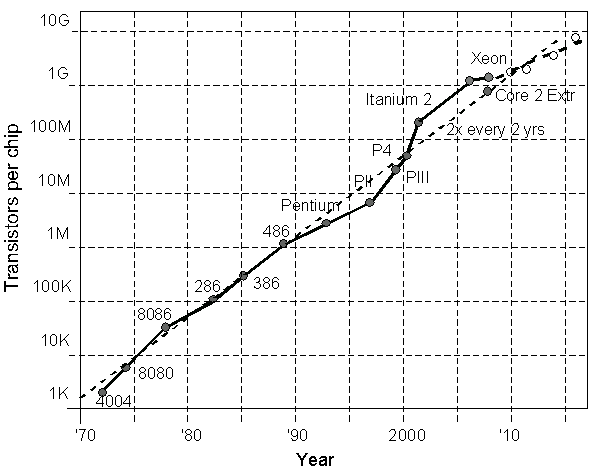 10G
1G
100M
10M
1M
100K
10K
1K
Transistors per chip
Xeon
Itanium 2
Core 2 Extr
2x every 2 yrs
P4
PIII
PII
Pentium
486
386
286
8086
8080
4004
'70
'80
'90
2000
'10
Year